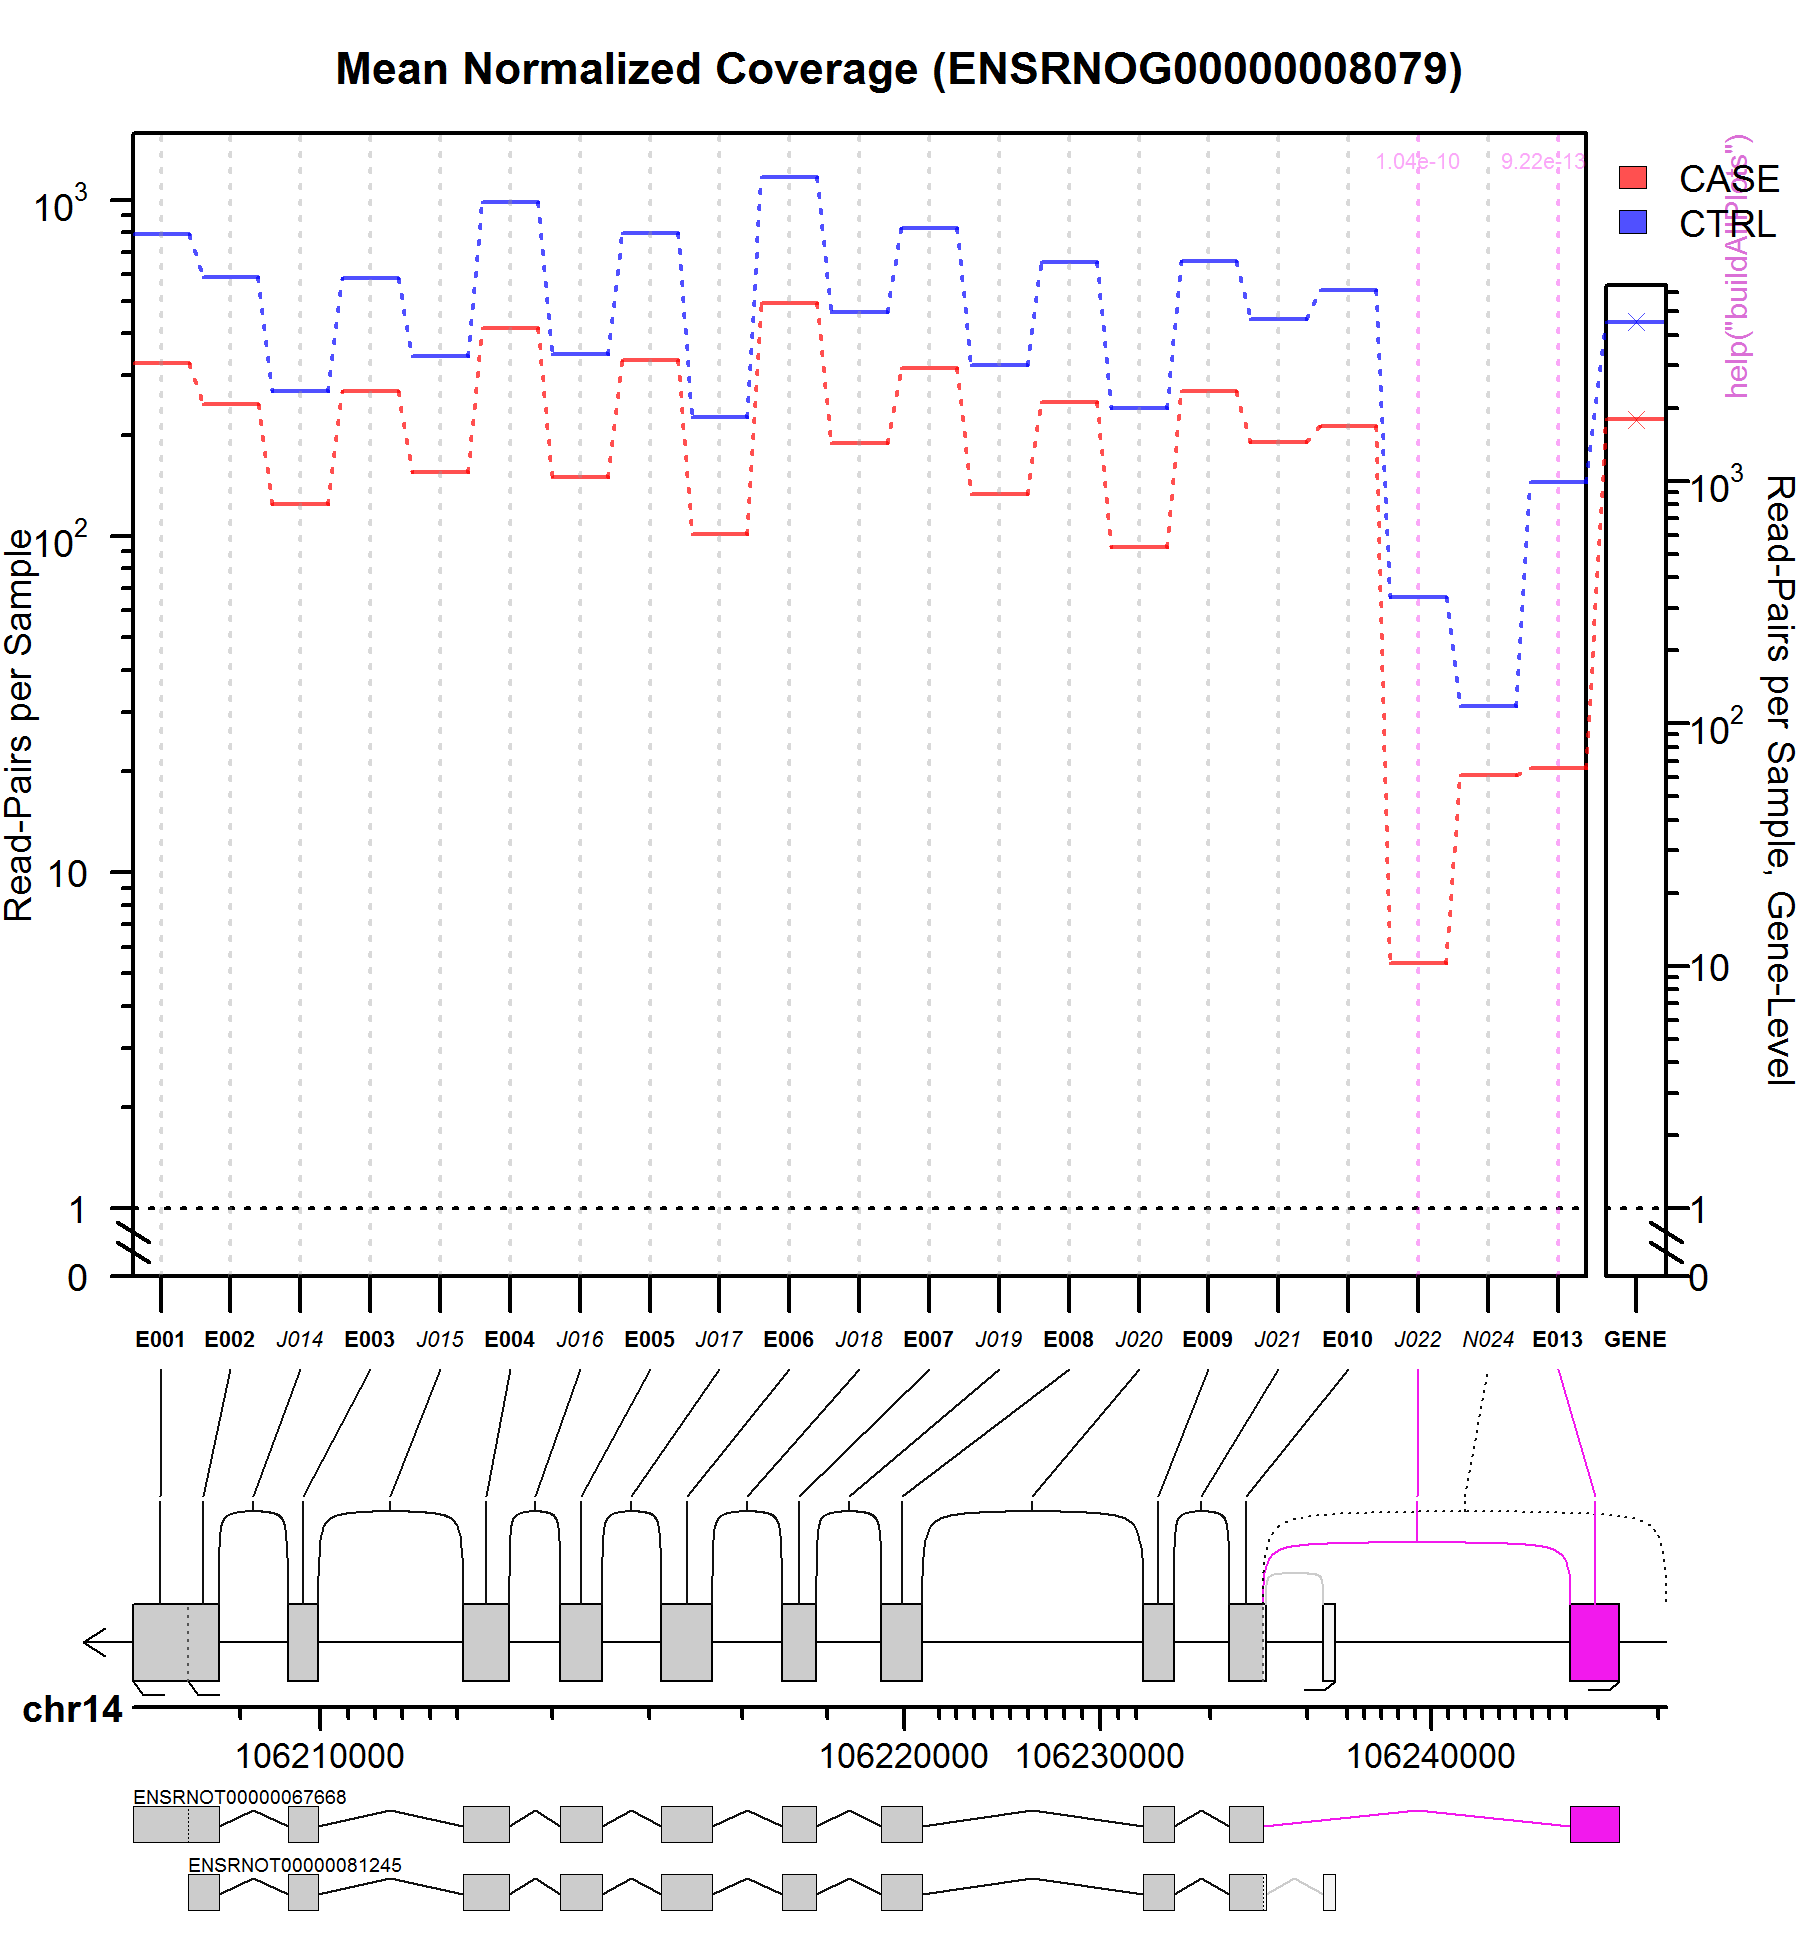 Mean Normalized Coverage (ENSRNOG00000008079)
1.04e-10 9.22e-13
CASE
CTRL
help("buildAllPlots")
Read-Pairs per Sample
10^3
10^2
10
1
0
Read-Pairs per Sample, Gene-Level
10^3
10^2
10
1
0
E001 E002 J014 E003 J015 E004 J016 E005 J017 E006 J018 E007 J019 E008 J020 E009 J021 E010 J022 N024 E013 GENE
chr14
106210000 106220000 106230000 106240000
ENSRNOT00000067668
ENSRNOT00000081245